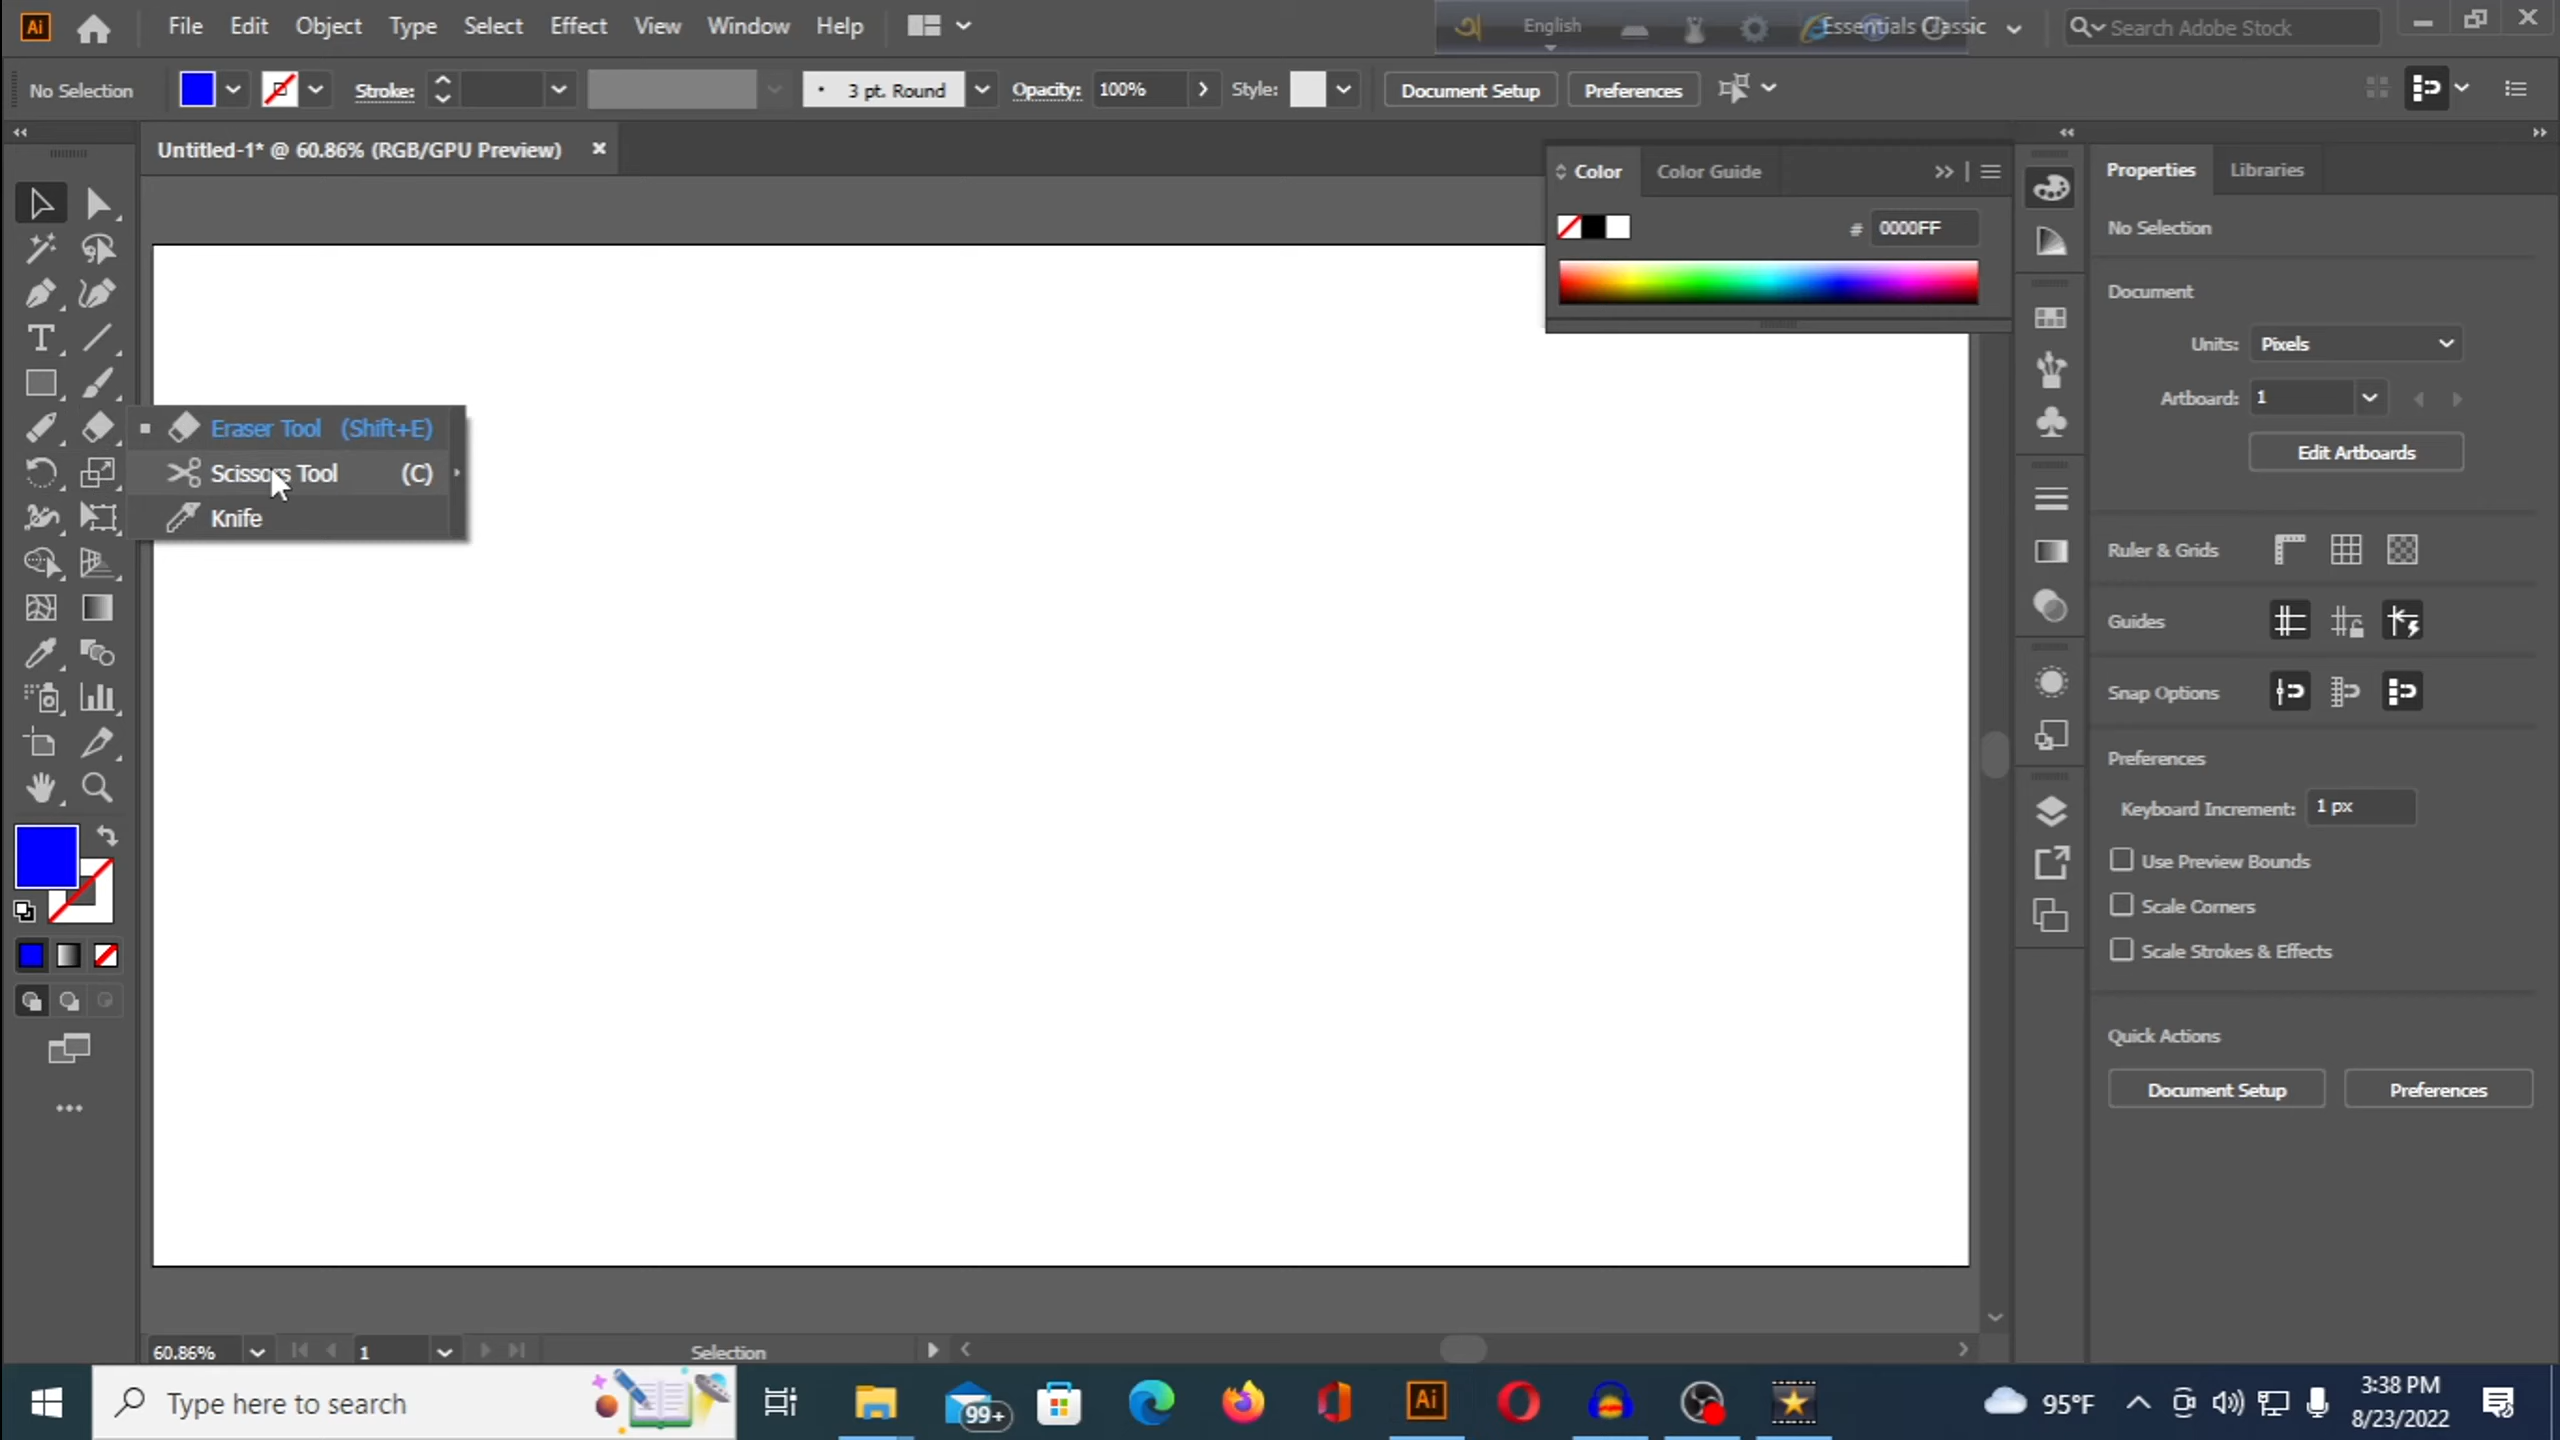 Ai File Edit Object Type Select Effect View Window Help অ English Essentials Classic Search Adobe Stock
No Selection Stroke: 3 pt. Round Opacity: 100% Style: Document Setup Preferences
Untitled-1* @ 60.86% (RGB/GPU Preview)
Color Color Guide
# 0000FF
Eraser Tool (Shift+E)
Scissors Tool (C)
Knife
Properties Libraries
No Selection
Document
Units: Pixels
Artboard: 1
Edit Artboards
Ruler & Grids
Guides
Snap Options
Preferences
Keyboard Increment: 1 px
Use Preview Bounds
Scale Corners
Scale Strokes & Effects
Quick Actions
Document Setup Preferences
60.86% 1 Selection
Type here to search 99+ Ai 95°F 3:38 PM
8/23/2022